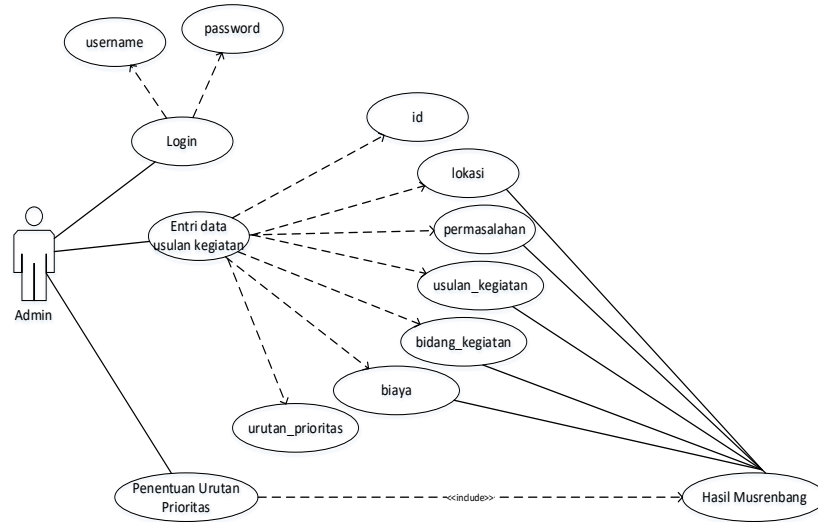 password
username
Login
id
lokasi
Entri data
usulan kegiatan
permasalahan
usulan_kegiatan
Admin
bidang_kegiatan
biaya
urutan_prioritas
Penentuan Urutan
Prioritas
<<include>>
Hasil Musrenbang